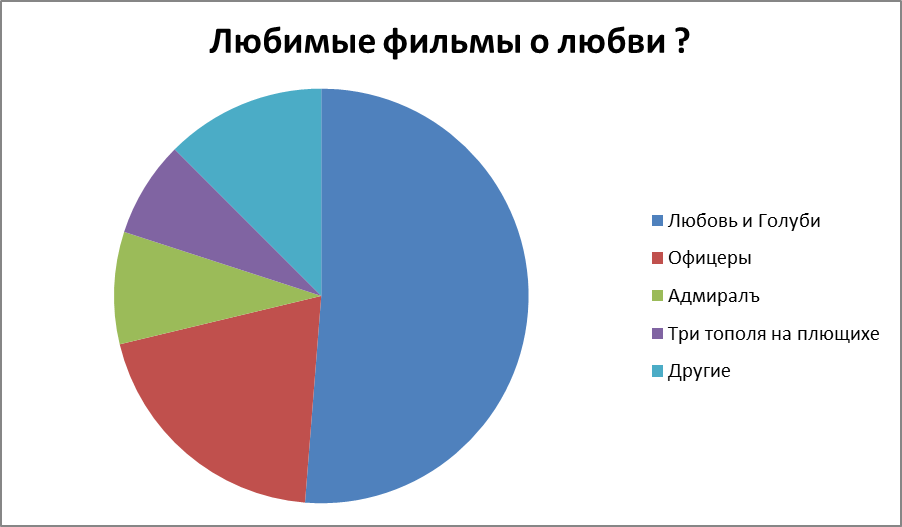 Любимые фильмы о любви ?
Любовь и Голуби
Офицеры
Адмиралъ
Три тополя на плющихе
Другие